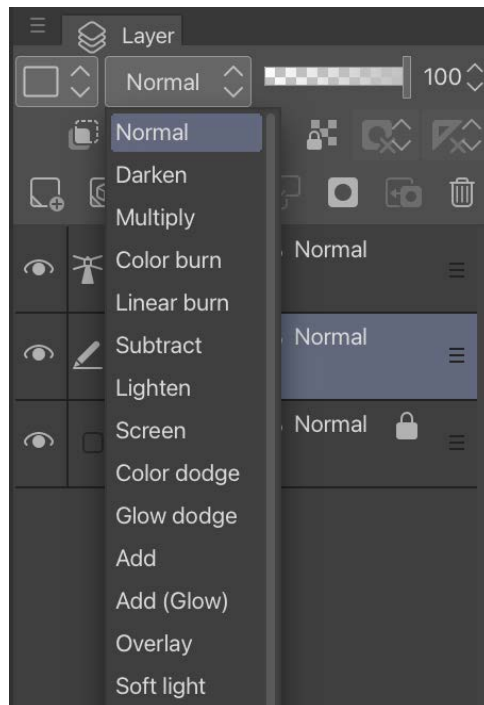 Layer
Normal 100
Normal
Darken
Multiply
Color burn
Linear burn
Subtract
Lighten
Screen
Color dodge
Glow dodge
Add
Add (Glow)
Overlay
Soft light
Normal
Normal
Normal